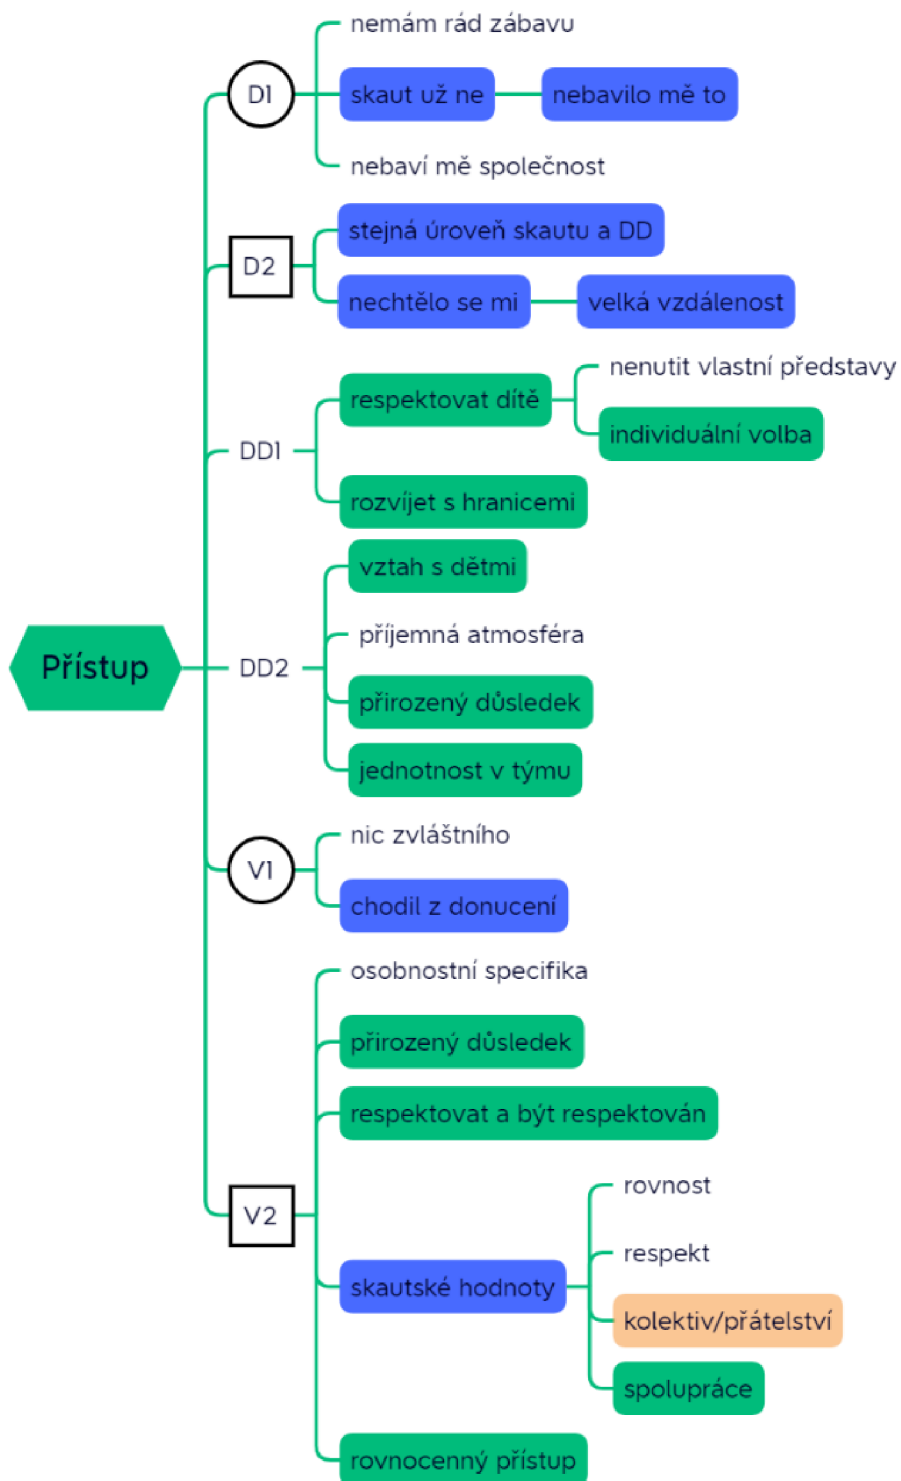 Přístup
D1
nemám rád zábavu
skaut už ne
nebavilo mě to
nebaví mě společnost
D2
stejná úroveň skautu a DD
nechtělo se mi
velká vzdálenost
DD1
respektovat dítě
nenutit vlastní představy
individuální volba
rozvíjet s hranicemi
DD2
vztah s dětmi
příjemná atmosféra
přirozený důsledek
jednotnost v týmu
V1
nic zvláštního
chodil z donucení
V2
osobnostní specifika
přirozený důsledek
respektovat a být respektován
skautské hodnoty
rovnost
respekt
kolektiv/přátelství
spolupráce
rovnocenný přístup